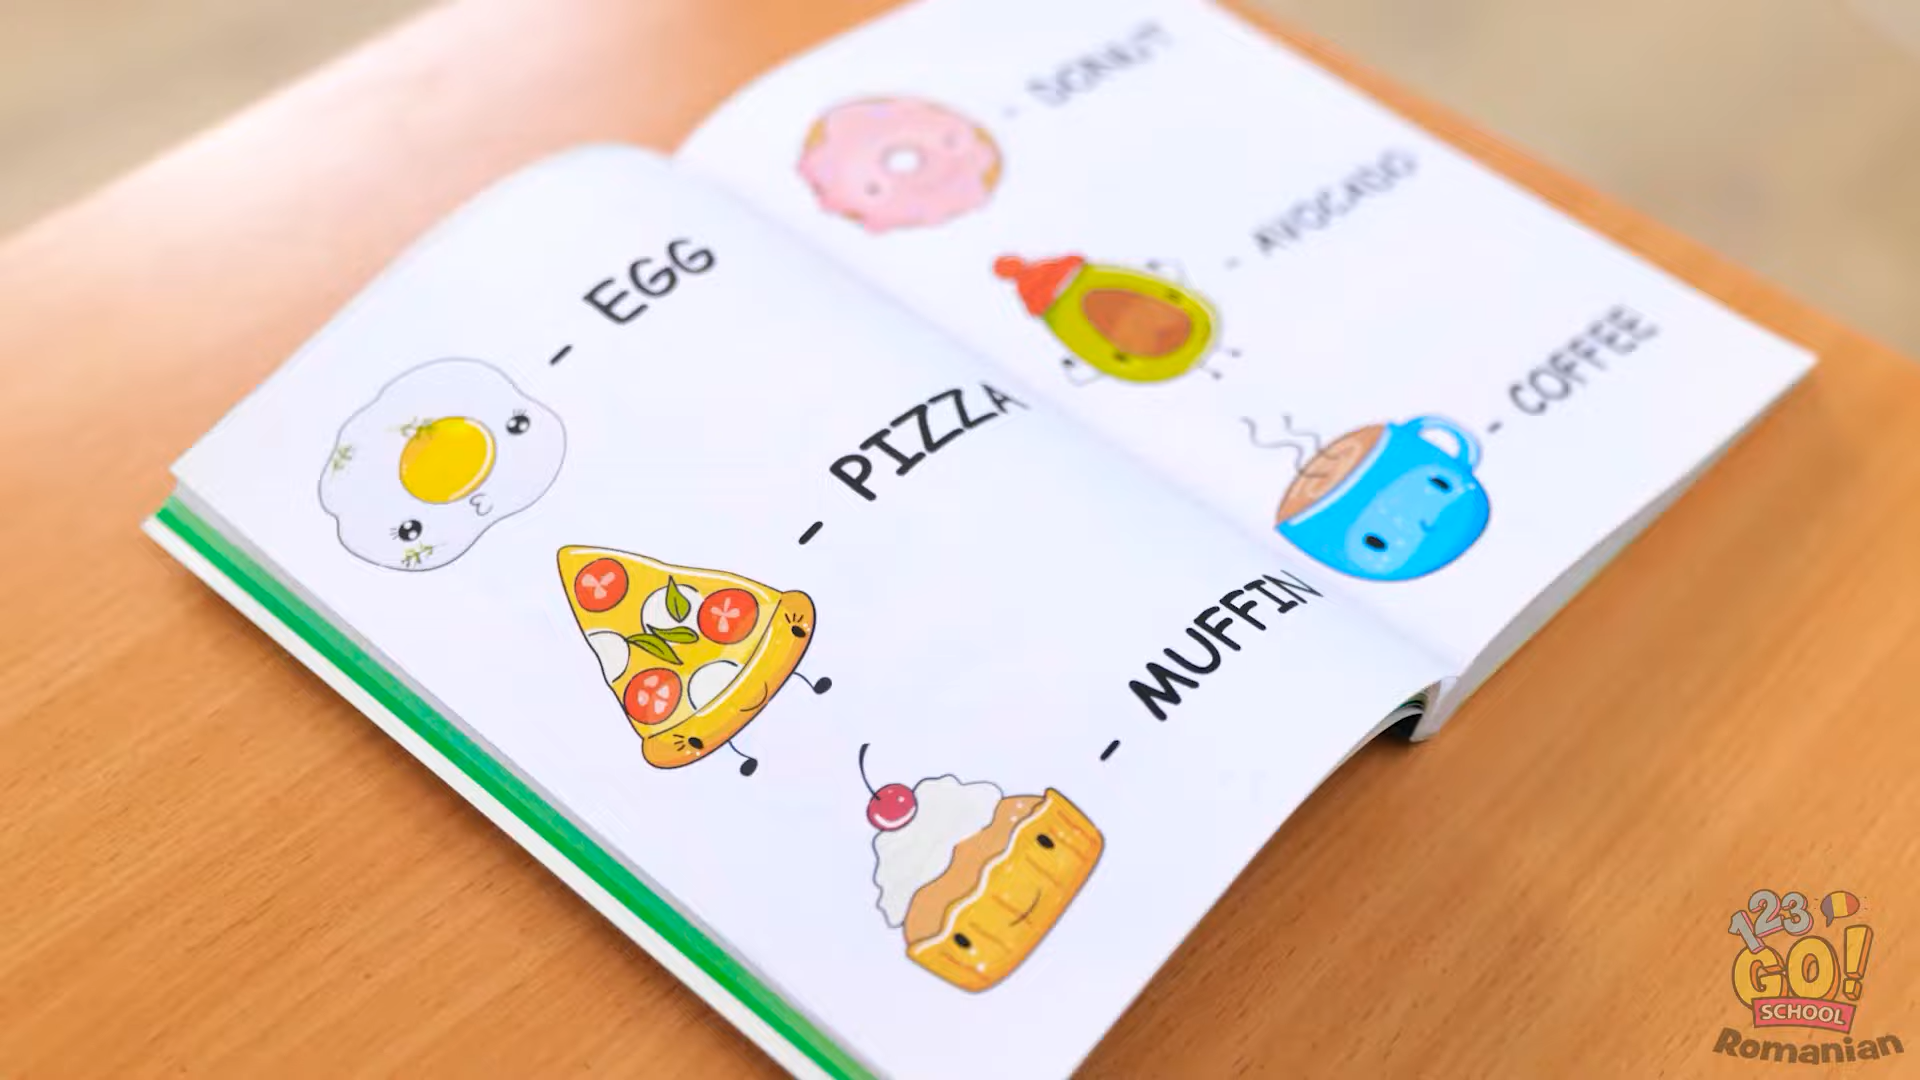 - EGG
- PIZZA
- MUFFIN
- DONUT
- AVOCADO
- COFFEE
123
GO!
SCHOOL
Romanian